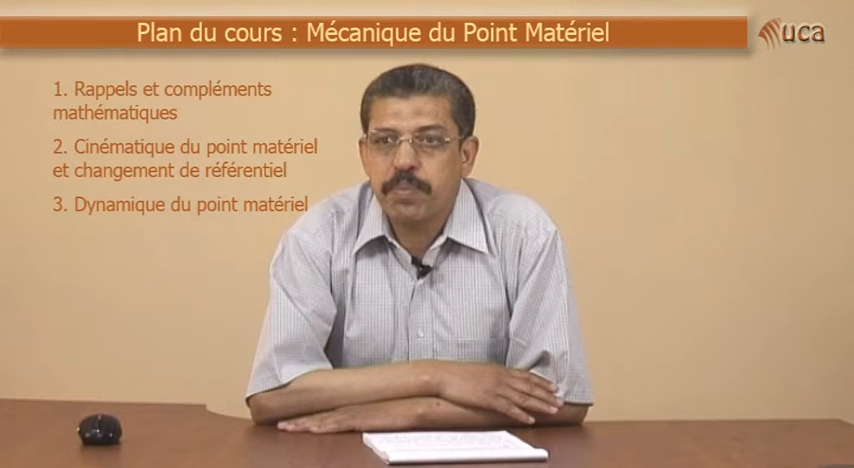 Plan du cours : Mécanique du Point Matériel
uca
1. Rappels et compléments
mathématiques
2. Cinématique du point matériel
et changement de référentiel
3. Dynamique du point matériel